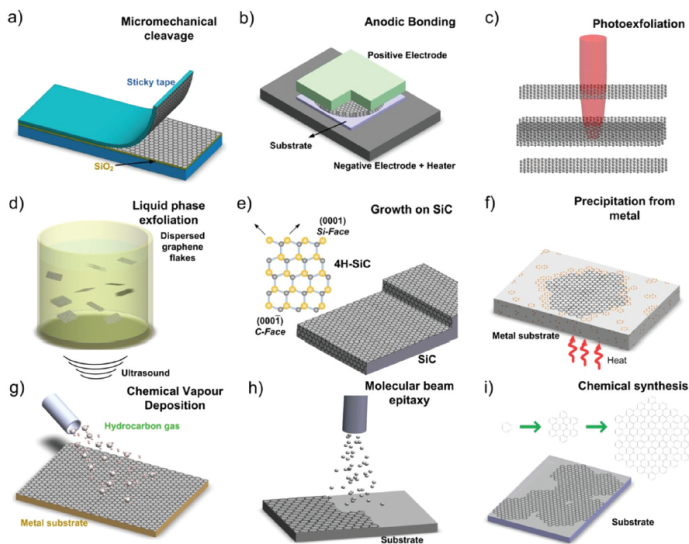 a)
Micromechanical
cleavage
Sticky tape
SiO₂
b)
Anodic Bonding
Positive Electrode
Substrate
Negative Electrode + Heater
c)
Photoexfoliation
d)
Liquid phase
exfoliation
Dispersed
graphene
flakes
Ultrasound
e)
Growth on SiC
(0001)
Si-Face
4H-SiC
(0001̄)
C-Face
SiC
f)
Precipitation from
metal
Metal substrate
Heat
g)
Chemical Vapour
Deposition
Hydrocarbon gas
Metal substrate
h)
Molecular beam
epitaxy
Substrate
i)
Chemical synthesis
Substrate